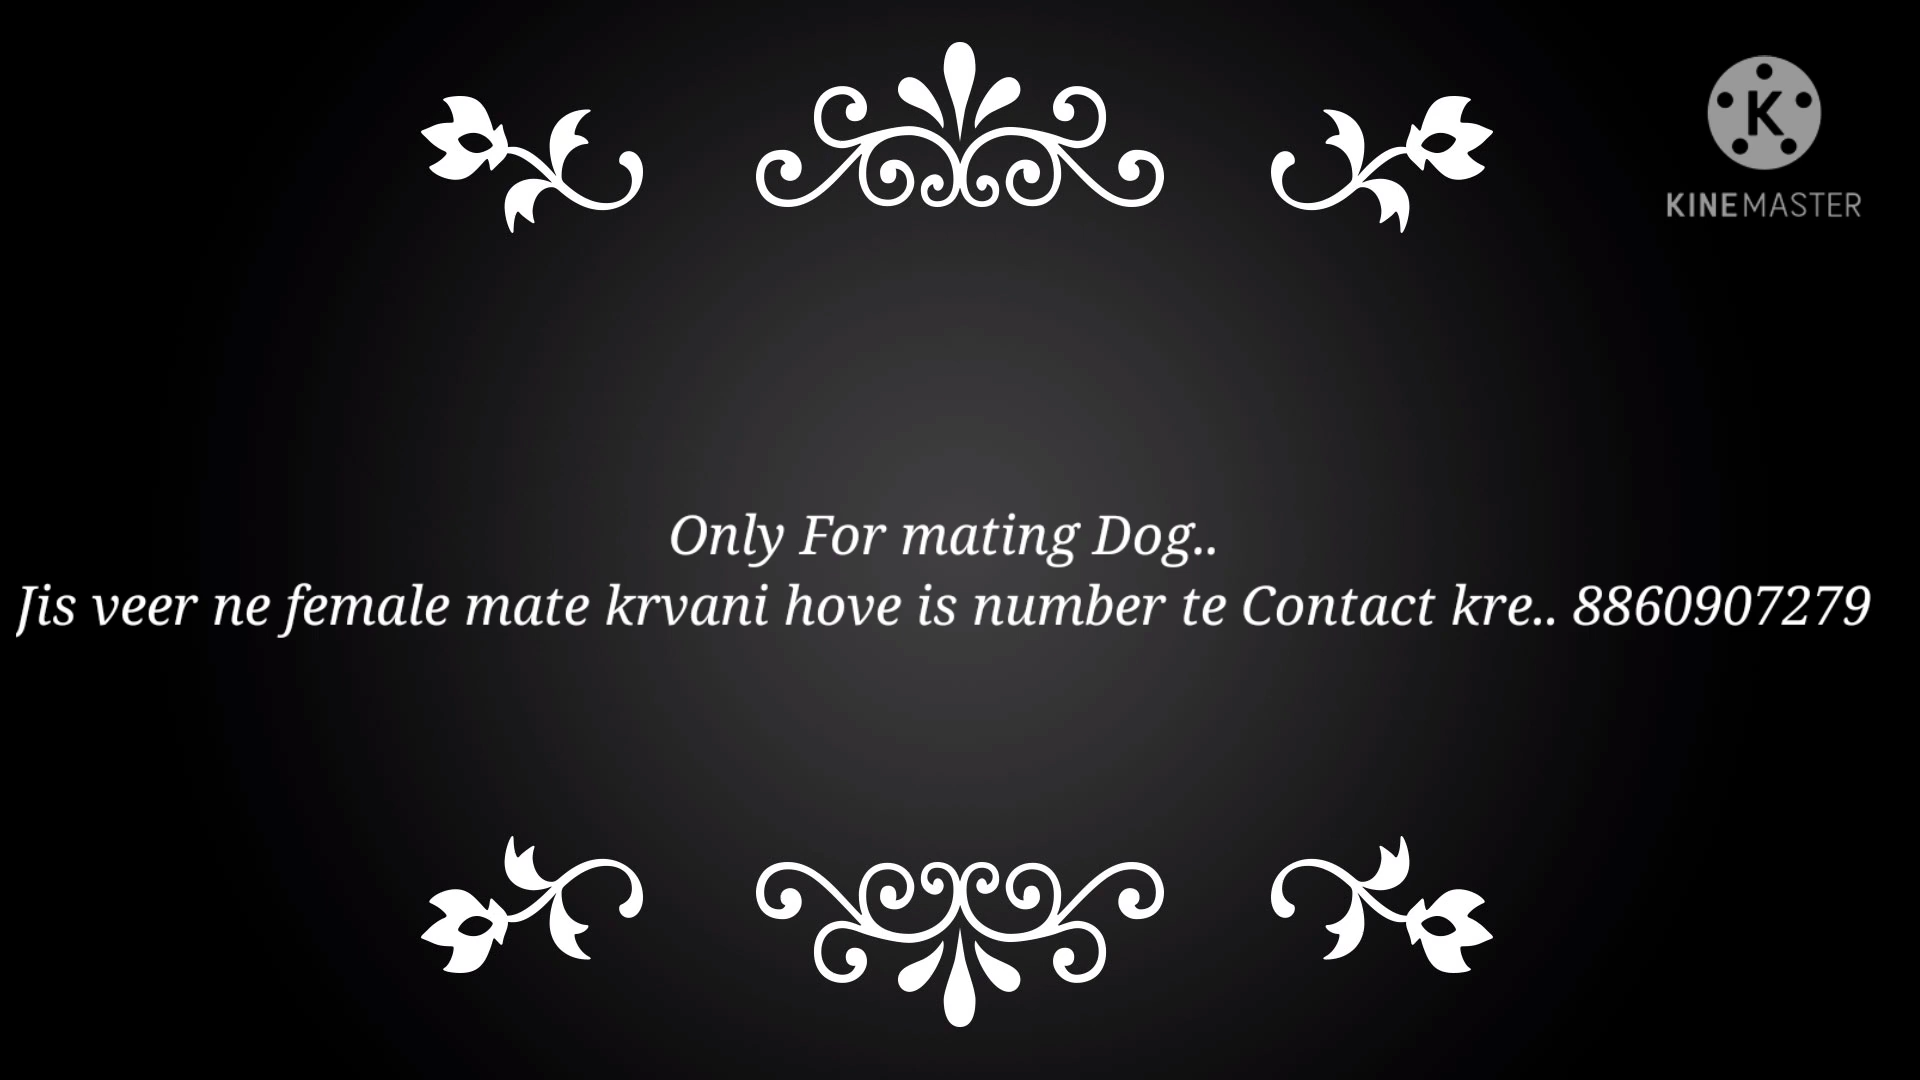 KINEMASTER
Only For mating Dog..
Jis veer ne female mate krvani hove is number te Contact kre.. 8860907279